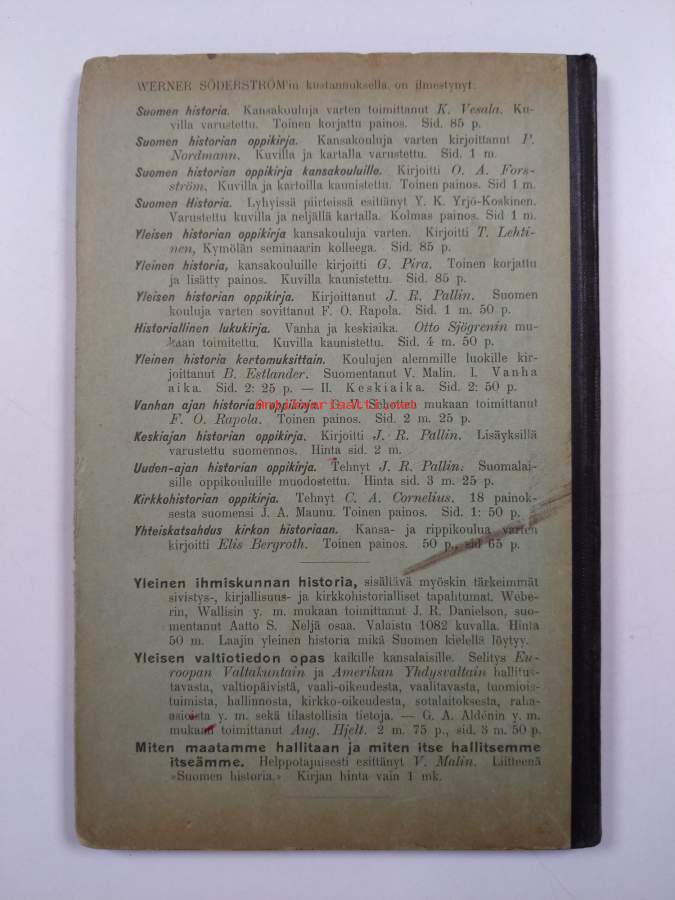 WERNER SÖDERSTRÖM'in kustannuksella on ilmestynyt
Suomen historia. Kansakouluja varten toimittanut K. Vesala. Ku-
villa varustettu. Toinen korjattu painos. Sid. 85 p.
Suomen historian oppikirja. Kansakouluja varten kirjoittanut P.
Nordmann. Kuvilla ja kartalla varustettu. Sid. 1 m.
Suomen historian oppikirja kansakouluille. Kirjoitti O. A. Fors-
ström. Kuvilla ja kartoilla kaunistettu. Toinen painos. Sid 1 m.
Suomen Historia. Lyhyissä piirteissä esittänyt Y. K. Yrjö-Koskinen.
Varustettu kuvilla ja neljällä kartalla. Kolmas painos. Sid 1 m.
Yleisen historian oppikirja kansakouluja varten. Kirjoitti T. Lehti-
nen, Kymölän seminaarin kolleega. Sid. 85 p.
Yleinen historia, kansakouluille kirjoitti G. Pira. Toinen korjattu
ja lisätty painos. Kuvilla kaunistettu. Sid. 85 p.
Yleisen historian oppikirja. Kirjoittanut J. R. Pallin. Suomen
kouluja varten sovittanut F. O. Rapola. Sid. 1 m. 50 p.
Historiallinen lukukirja. Vanha ja keskiaika. Otto Sjögrenin mu-
kaan toimitettu. Kuvilla kaunistettu. Sid. 4 m. 50 p.
Yleinen historia kertomuksittain. Koulujen alemmille luokille kir-
joittanut B. Estlander. Suomentanut V. Malin. I. Vanha
aika. Sid. 2: 25 p. — II. Keskiaika. Sid. 2: 50 p.
Vanhan ajan historian oppikirja. V. Schotten mukaan toimittanut
antikvariaatti.net
F. O. Rapola. Toinen painos. Sid. 2 m. 25 p.
Keskiajan historian oppikirja. Kirjoitti J. R. Pallin. Lisäyksillä
varustettu suomennos. Hinta sid. 2 m.
Uuden-ajan historian oppikirja. Tehnyt J. R. Pallin. Suomalai-
sille oppikouluille muodostettu. Hinta sid. 3 m. 25 p.
Kirkkohistorian oppikirja. Tehnyt C. A. Cornelius. 18 painok-
sesta suomensi J. A. Maunu. Toinen painos. Sid. 1: 50 p.
Yhteiskatsahdus kirkon historiaan. Kansa- ja rippikoulua varten
kirjoitti Elis Bergroth. Toinen painos. 50 p., sid 65 p.
Yleinen ihmiskunnan historia, sisältävä myöskin tärkeimmät
sivistys-, kirjallisuus- ja kirkkohistorialliset tapahtumat. Webe-
rin, Wallisin y. m. mukaan toimittanut J. R. Danielson, suo-
mentanut Aatto S. Neljä osaa. Valaistu 1082 kuvalla. Hinta
50 m. Laajin yleinen historia mikä Suomen kielellä löytyy.
Yleisen valtiotiedon opas kaikille kansalaisille. Selitys Eu-
roopan Valtakuntain ja Amerikan Yhdysvaltain hallitus-
tavasta, valtiopäivistä, vaali-oikeudesta, vaalitavasta, tuomiois-
tuimista, hallinnosta, kirkko-oikeudesta, sotalaitoksesta, raha-
asioista y. m. sekä tilastollisia tietoja. — G. A. Aldénin y. m.
mukaan toimittanut Aug. Hjelt. 2 m. 75 p., sid. 3 m. 50 p.
Miten maatamme hallitaan ja miten itse hallitsemme
itseämme. Helppotajuisesti esittänyt V. Malin. Liitteenä
»Suomen historia.» Kirjan hinta vain 1 mk.